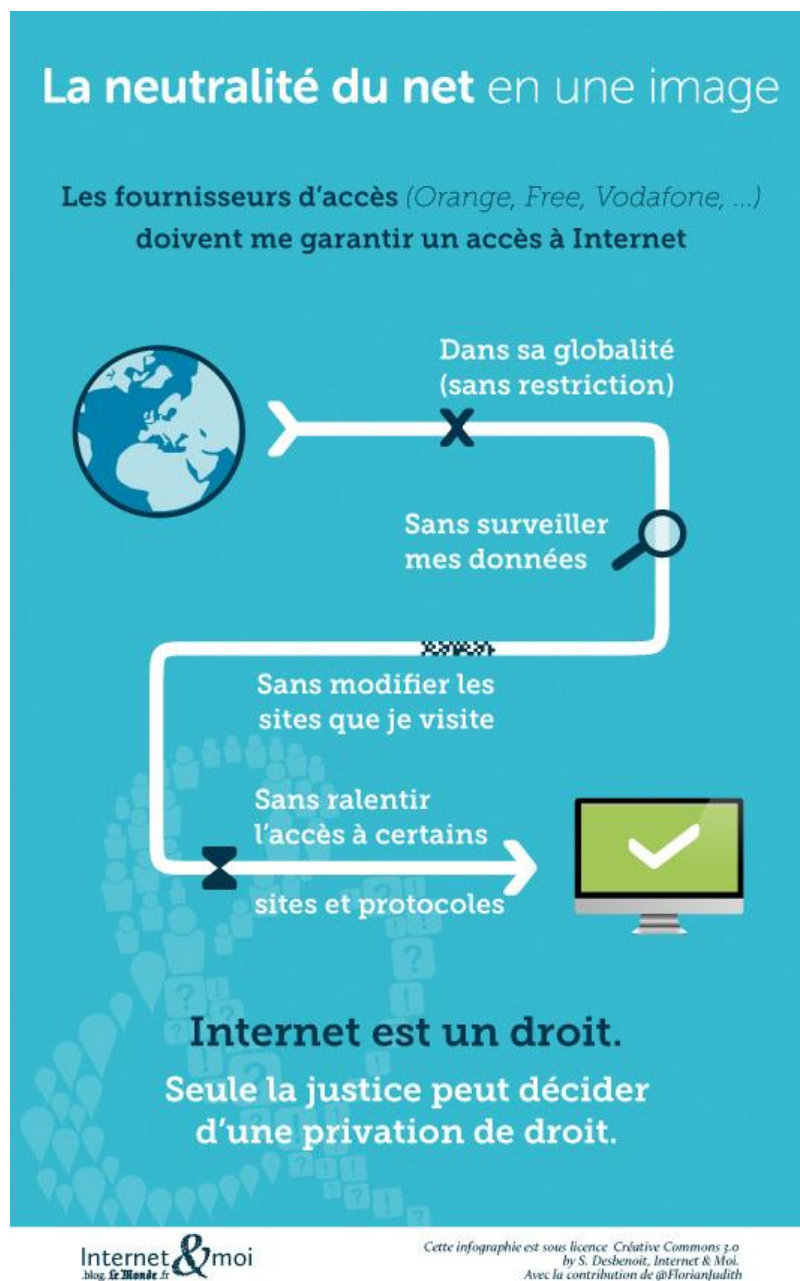 La neutralité du net en une image
Les fournisseurs d'accès (Orange, Free, Vodafone, ...)
doivent me garantir un accès à Internet
Dans sa globalité
(sans restriction)
Sans surveiller
mes données
Sans modifier les
sites que je visite
Sans ralentir
l'accès à certains
sites et protocoles
? ! ?
Internet est un droit.
Seule la justice peut décider
d'une privation de droit.
Internet & moi
.blog. Le Monde .fr
Cette infographie est sous licence Créative Commons 3.0
by S. Desbenoit, Internet & Moi.
Avec la contribution de @FlorianJudith